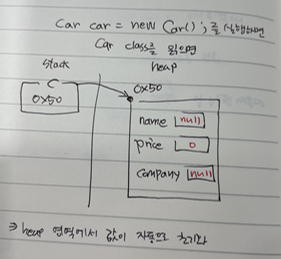 Car car = new Car(); 를 실행하면
Car class를 읽으면
stack
heap
C
0x50
0x50
name null
price 0
company null
⇒ heap 영역에서 값이 자동으로 초기화